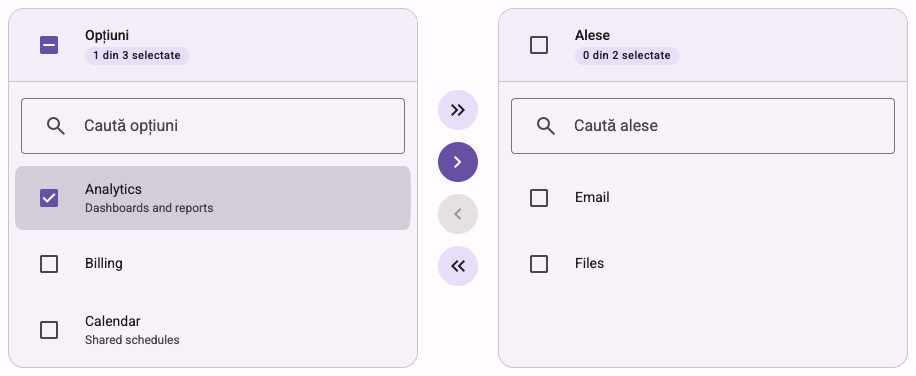 Opțiuni
1 din 3 selectate
Caută opțiuni
Analytics
Dashboards and reports
Billing
Calendar
Shared schedules
Alese
0 din 2 selectate
Caută alese
Email
Files